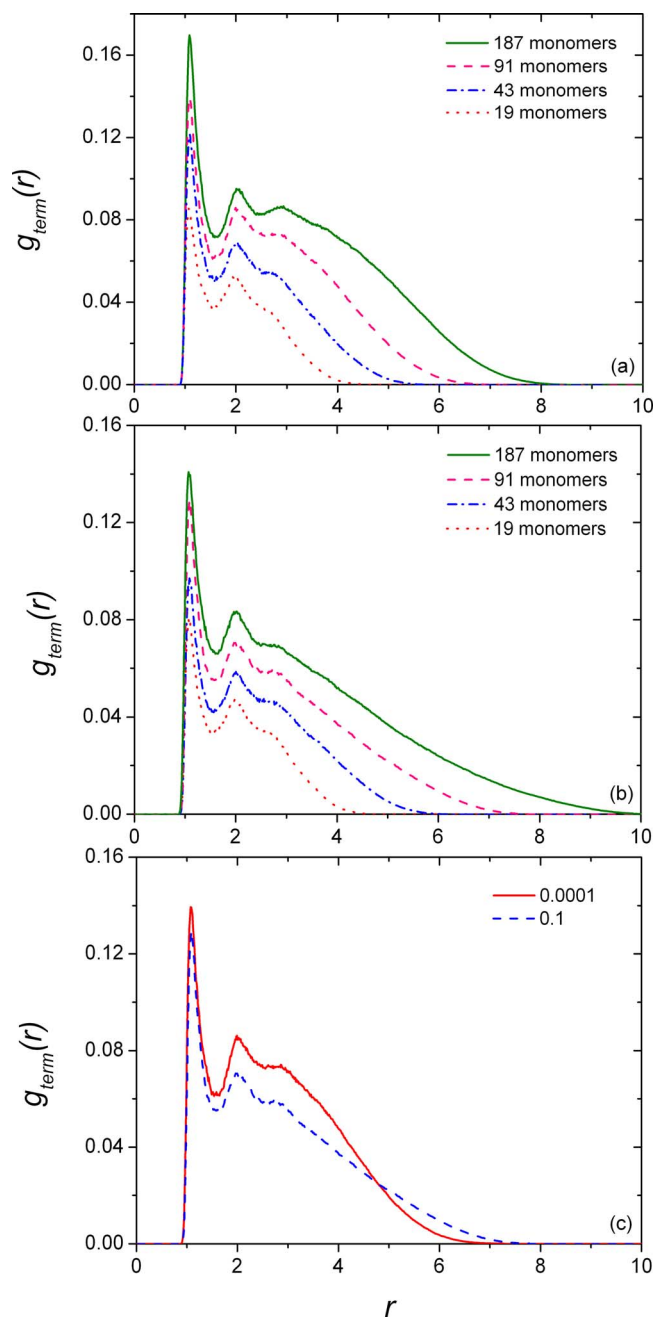 0.16
0.12
0.08
0.04
0.00
g_term(r)
187 monomers
91 monomers
43 monomers
19 monomers
(a)
0 2 4 6 8 10
0.16
0.12
0.08
0.04
0.00
g_term(r)
187 monomers
91 monomers
43 monomers
19 monomers
(b)
0 2 4 6 8 10
0.16
0.12
0.08
0.04
0.00
g_term(r)
0.0001
0.1
(c)
0 2 4 6 8 10
r